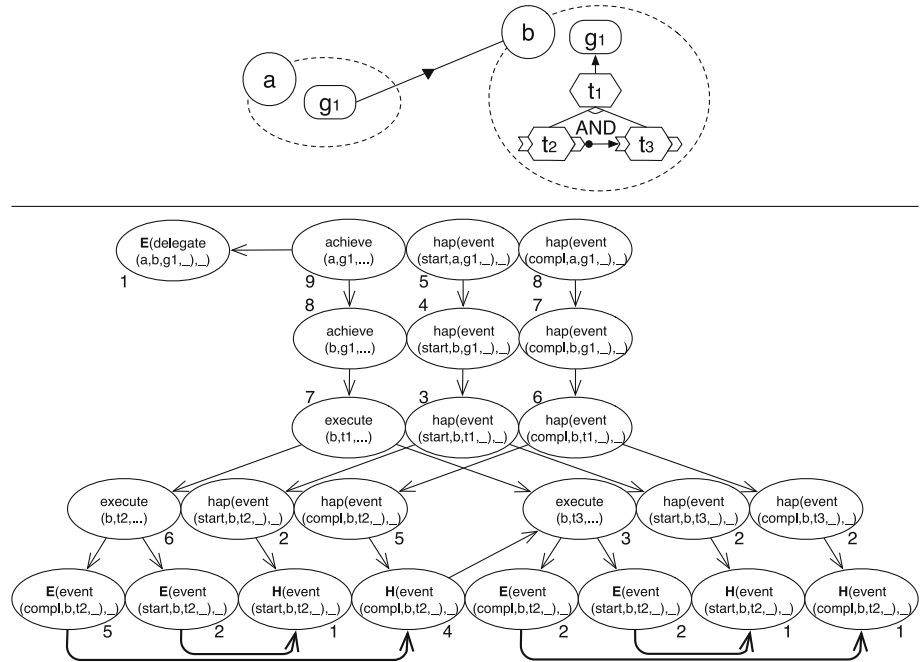 b
g1
a
g1
t1
AND
t2
t3
E(delegate
(a,b,g1,_),_)
1
achieve
(a,g1,...)
9
hap(event
(start,a,g1,_),_)
5
hap(event
(compl,a,g1,_),_)
8
8
achieve
(b,g1,...)
4
hap(event
(start,b,g1,_),_)
7
hap(event
(compl,b,g1,_),_)
7
execute
(b,t1,...)
3
hap(event
(start,b,t1,_),_)
6
hap(event
(compl,b,t1,_),_)
execute
(b,t2,...)
6
hap(event
(start,b,t2,_),_)
2
hap(event
(compl,b,t2,_),_)
5
execute
(b,t3,...)
3
hap(event
(start,b,t3,_),_)
2
hap(event
(compl,b,t3,_),_)
2
E(event
(compl,b,t2,_),_)
5
E(event
(start,b,t2,_),_)
2
H(event
(start,b,t2,_),_)
1
H(event
(compl,b,t2,_),_)
4
E(event
(compl,b,t2,_),_)
2
E(event
(start,b,t2,_),_)
2
H(event
(start,b,t2,_),_)
1
H(event
(compl,b,t2,_),_)
1